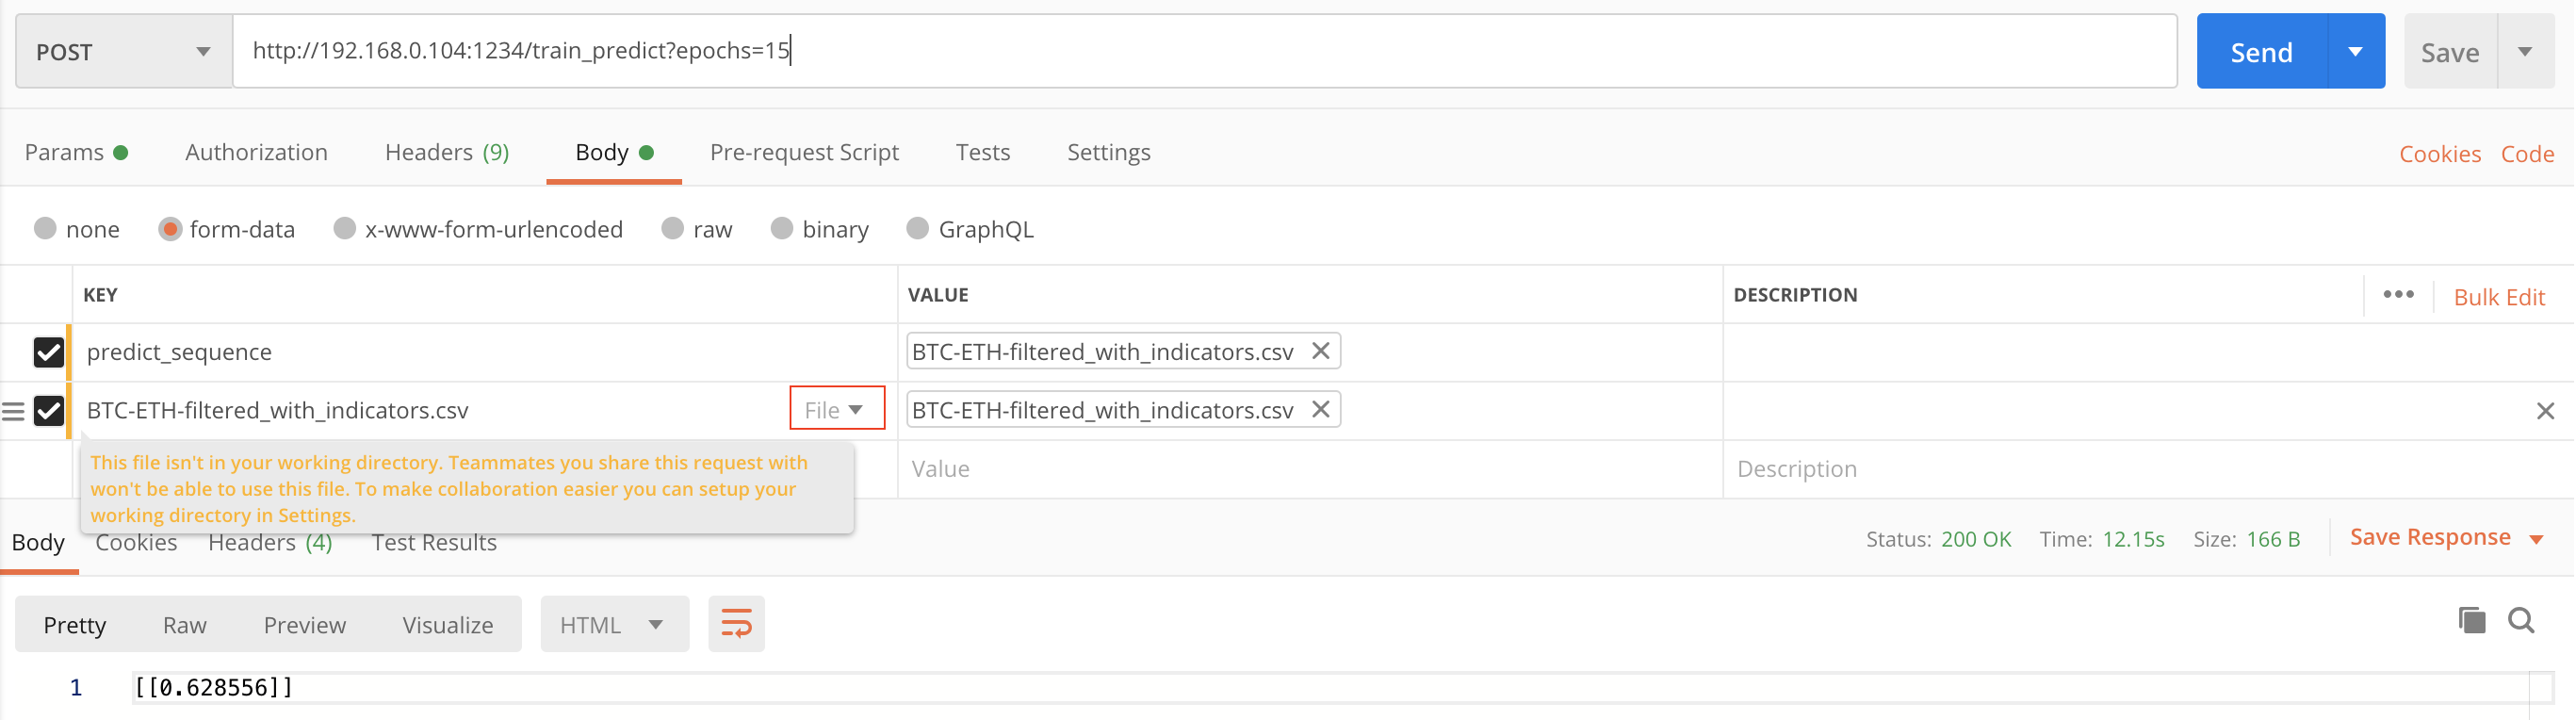 POST http://192.168.0.104:1234/train_predict?epochs=15 Send Save
Params Authorization Headers (9) Body Pre-request Script Tests Settings Cookies Code
none form-data x-www-form-urlencoded raw binary GraphQL
KEY VALUE DESCRIPTION ••• Bulk Edit
predict_sequence BTC-ETH-filtered_with_indicators.csv
BTC-ETH-filtered_with_indicators.csv File BTC-ETH-filtered_with_indicators.csv
Value Description
This file isn't in your working directory. Teammates you share this request with
won't be able to use this file. To make collaboration easier you can setup your
working directory in Settings.
Body Cookies Headers (4) Test Results Status: 200 OK Time: 12.15s Size: 166 B Save Response
Pretty Raw Preview Visualize HTML
1 [[0.628556]]